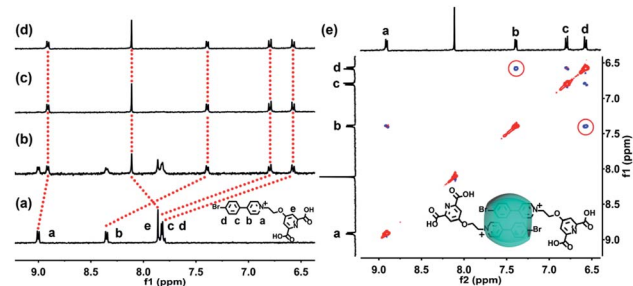 (d)
(c)
(b)
(a)
a
b
e
c
d
Br
d
c
b
a
N
+
O
e
N
OH
O
HO
O
9.0
8.5
8.0
7.5
7.0
6.5
f1 (ppm)
(e)
a
b
c
d
d
c
b
a
6.5
7.0
7.5
8.0
8.5
9.0
f1 (ppm)
HO
O
N
HO
O
O
N
+
Br
Br
N
+
O
N
O
OH
O
OH
9.0
8.5
8.0
7.5
7.0
6.5
f2 (ppm)